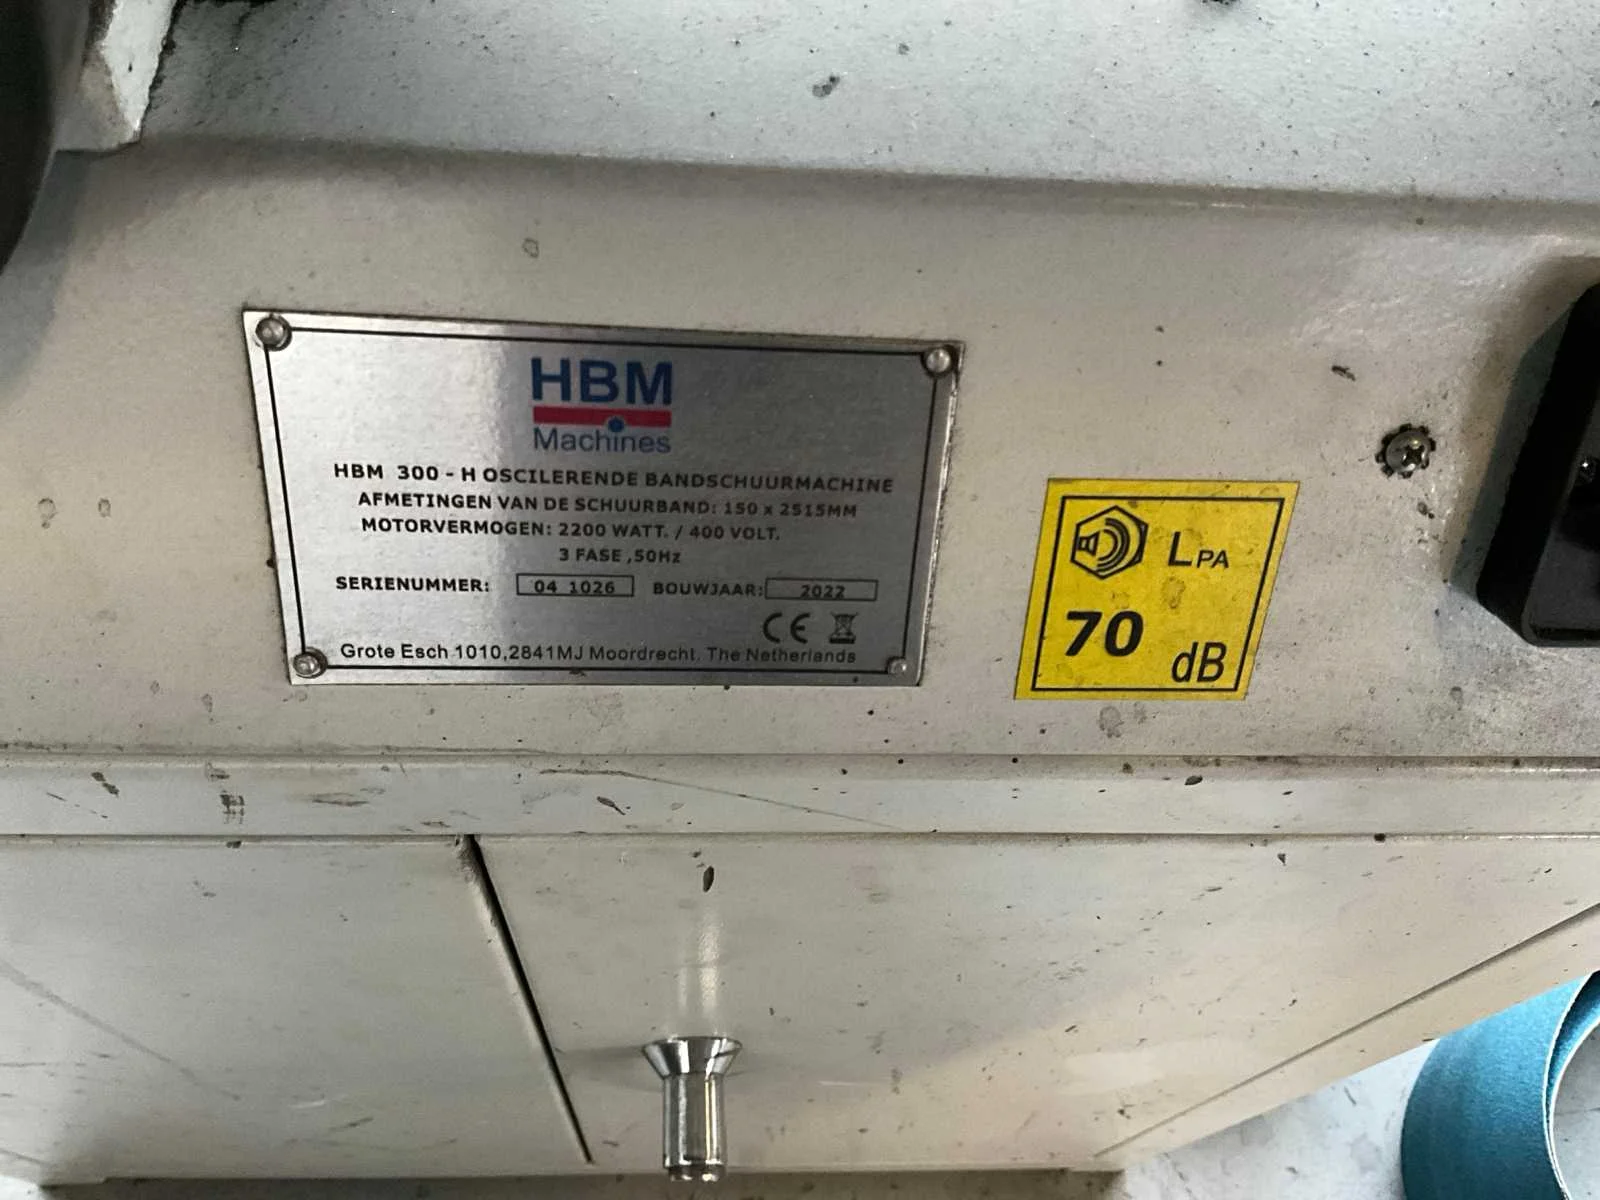 HBM
Machines
HBM 300 - H OSCILERENDE BANDSCHUURMACHINE
AFMETINGEN VAN DE SCHUURBAND: 150 x 2515MM
MOTORVERMOGEN: 2200 WATT. / 400 VOLT.
3 FASE ,50Hz
SERIENUMMER: 04 1026 BOUWJAAR: 2022
CE
Grote Esch 1010,2841MJ Moordrecht. The Netherlands
LPA
70
dB